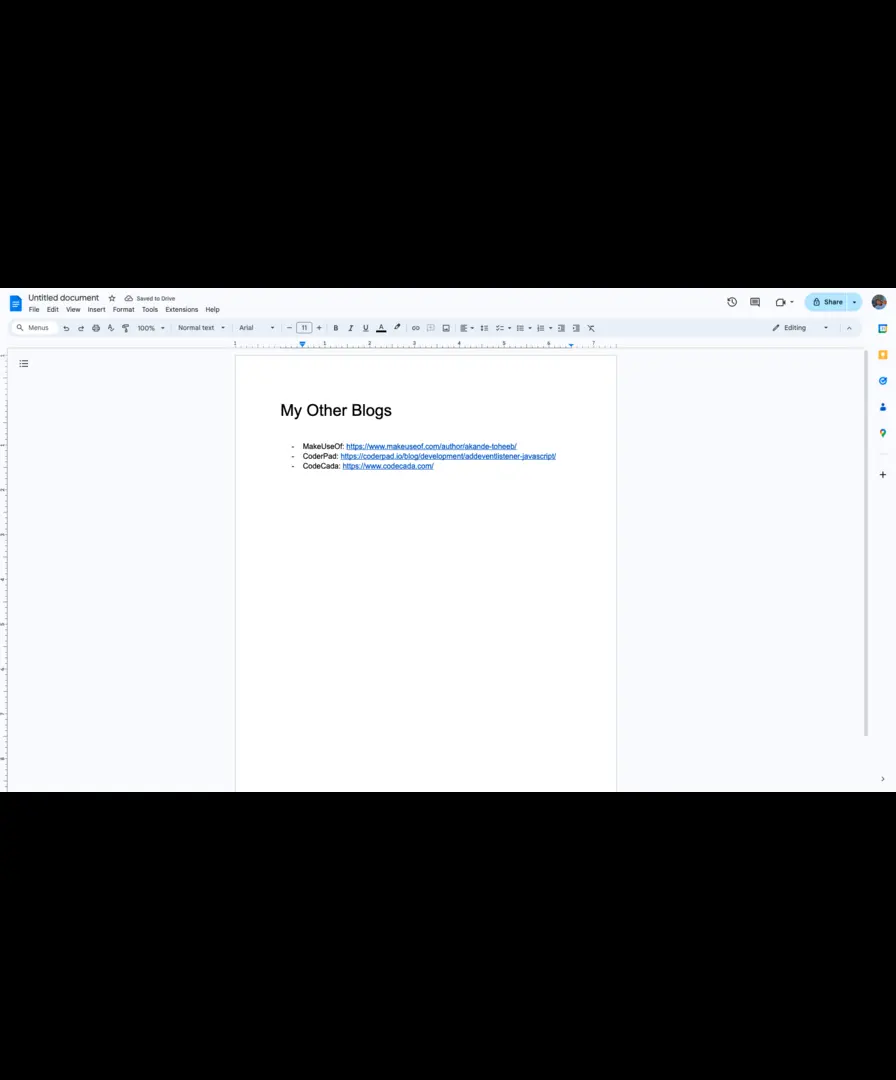 Untitled document Saved to Drive
File Edit View Insert Format Tools Extensions Help
Share
Menus 100% Normal text Arial 11 B I U A Editing
1 1 2 3 4 5 6 7
My Other Blogs
- MakeUseOf: https://www.makeuseof.com/author/akande-toheeb/
- CoderPad: https://coderpad.io/blog/development/addeventlistener-javascript/
- CodeCada: https://www.codecada.com/